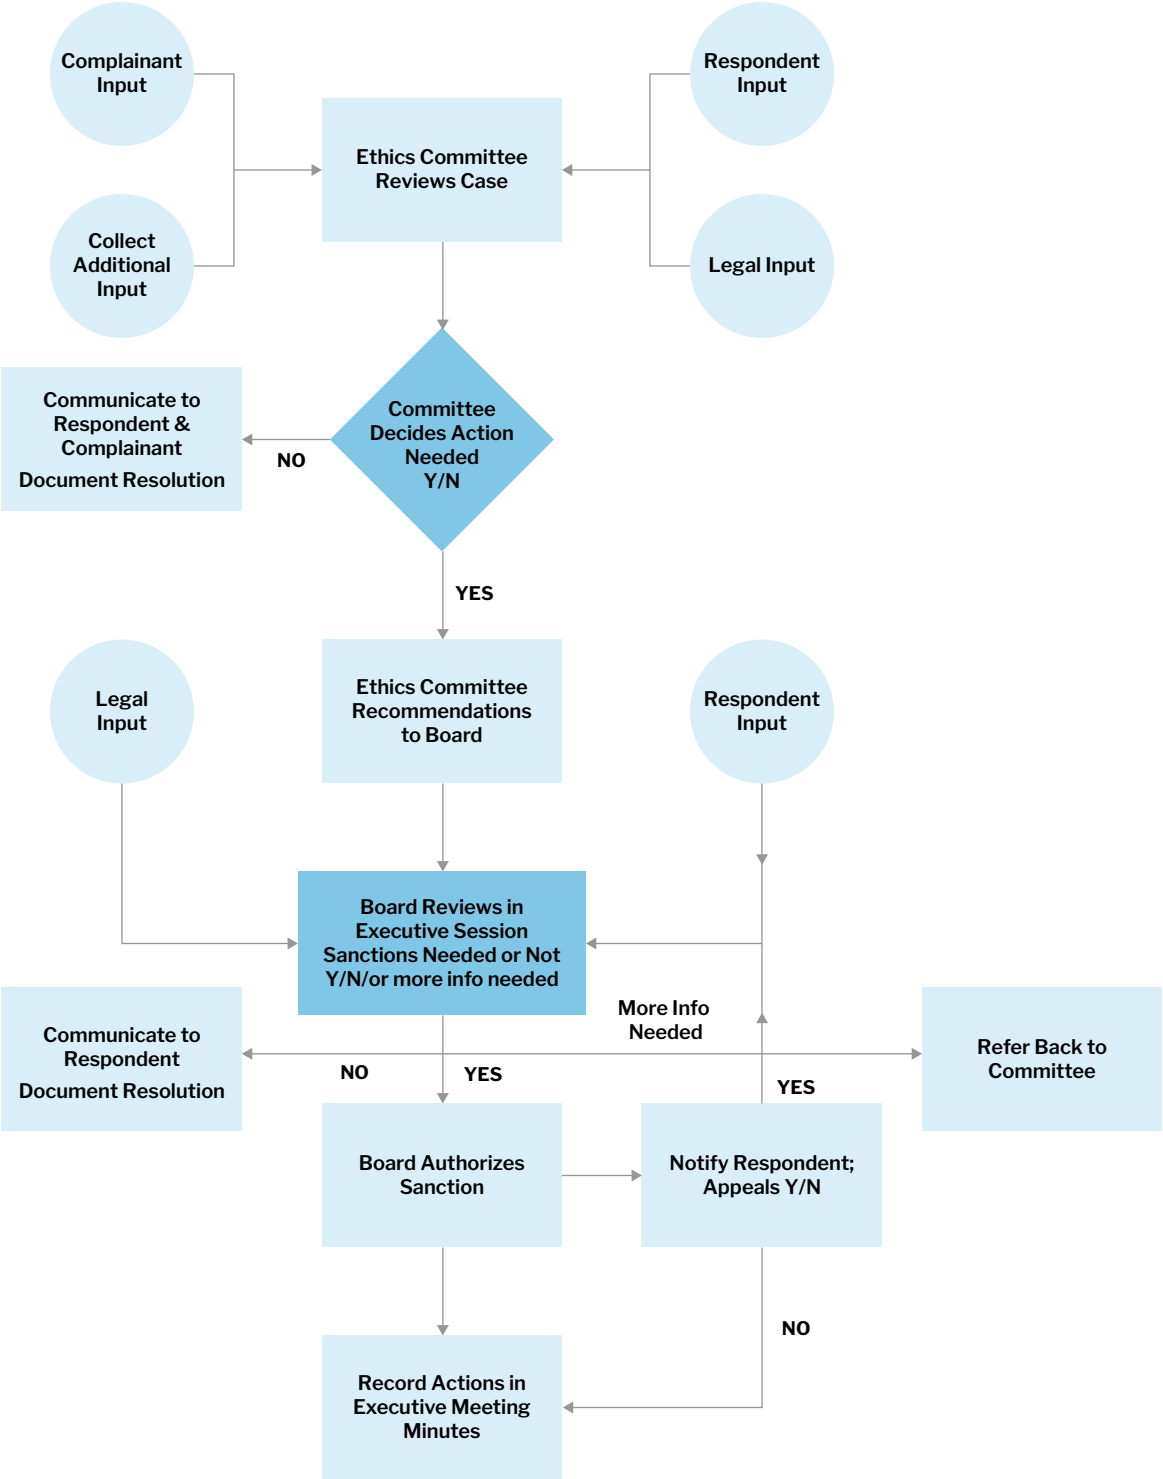 Complainant
Input
Respondent
Input
Ethics Committee
Reviews Case
Collect
Additional
Input
Legal Input
Communicate to
Respondent &
Complainant
Document Resolution
NO
Committee
Decides Action
Needed
Y/N
YES
Legal
Input
Ethics Committee
Recommendations
to Board
Respondent
Input
Board Reviews in
Executive Session
Sanctions Needed or Not
Y/N/or more info needed
More Info
Needed
Communicate to
Respondent
Document Resolution
NO
YES
YES
Refer Back to
Committee
Board Authorizes
Sanction
Notify Respondent;
Appeals Y/N
NO
Record Actions in
Executive Meeting
Minutes